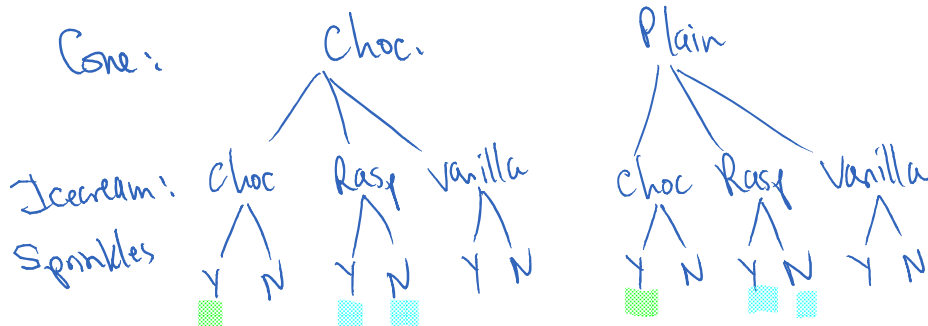 Cone: Choc. Plain
Icecream: Choc Rasp Vanilla Choc Rasp Vanilla
Sprinkles Y N Y N Y N Y N Y N Y N